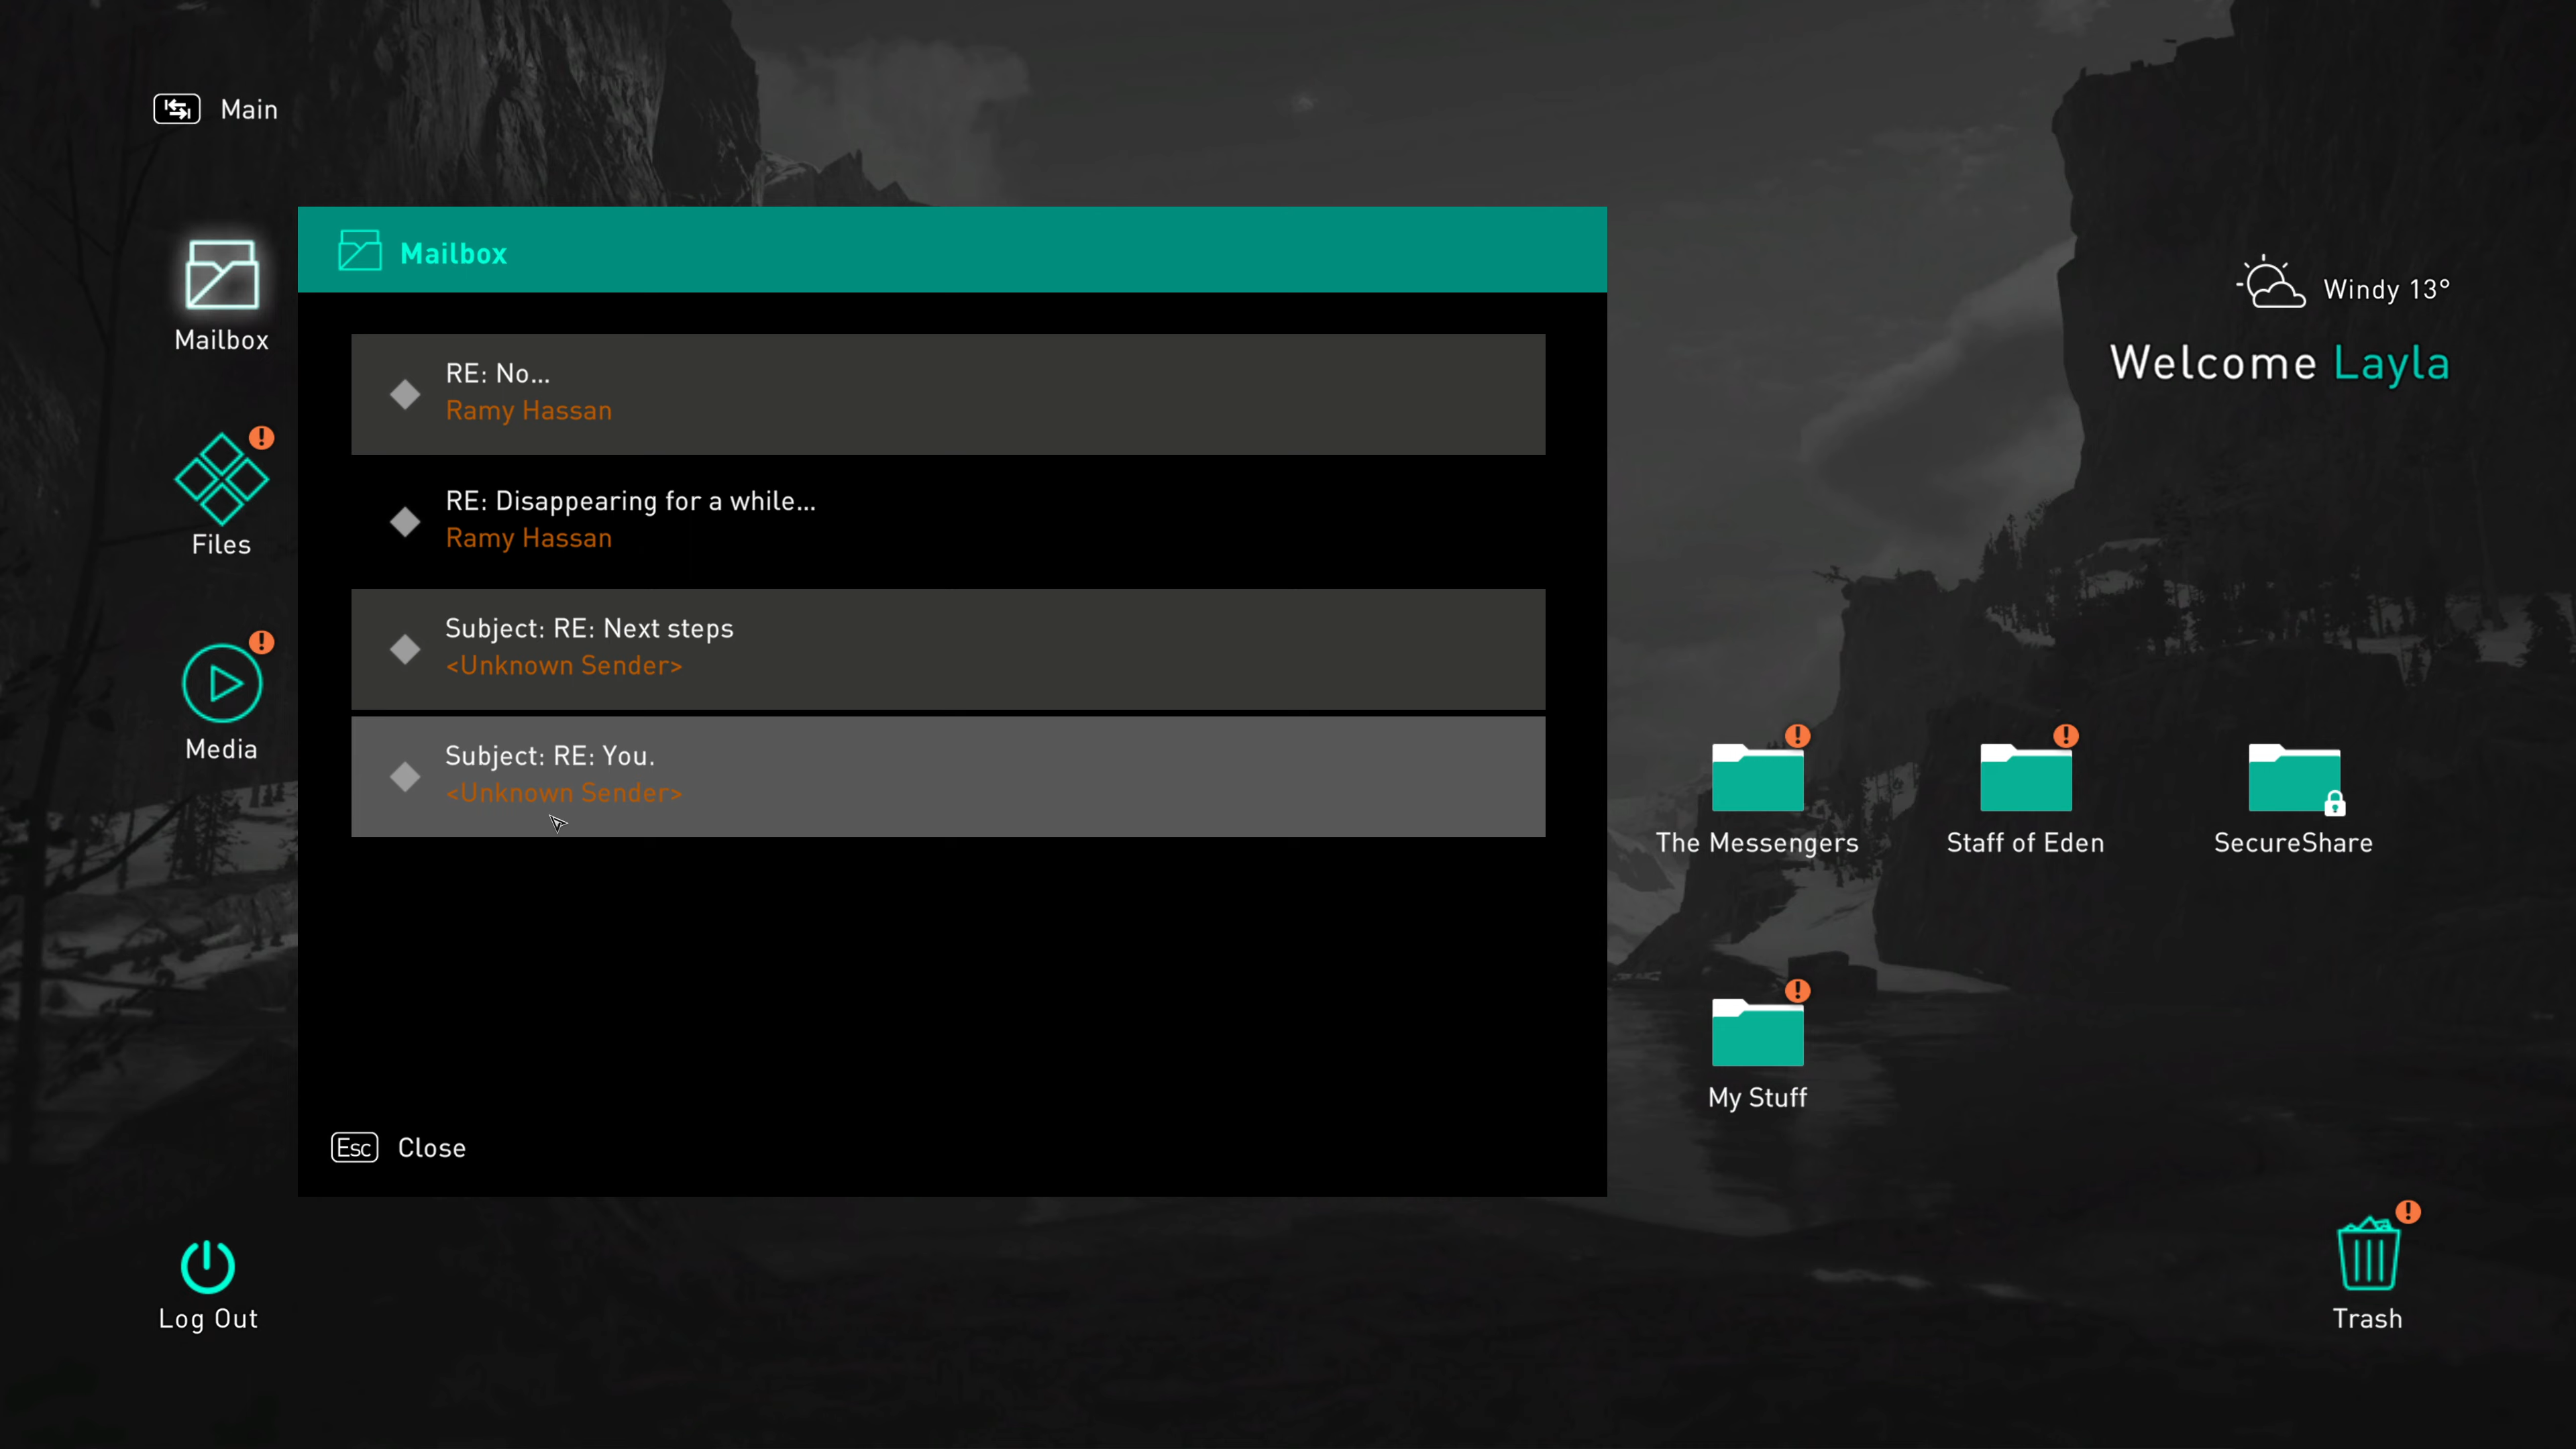 Main
Mailbox
Files
Media
Log Out
Mailbox
RE: No...
Ramy Hassan
RE: Disappearing for a while...
Ramy Hassan
Subject: RE: Next steps
<Unknown Sender>
Subject: RE: You.
<Unknown Sender>
Esc Close
Windy 13°
Welcome Layla
The Messengers
Staff of Eden
SecureShare
My Stuff
Trash